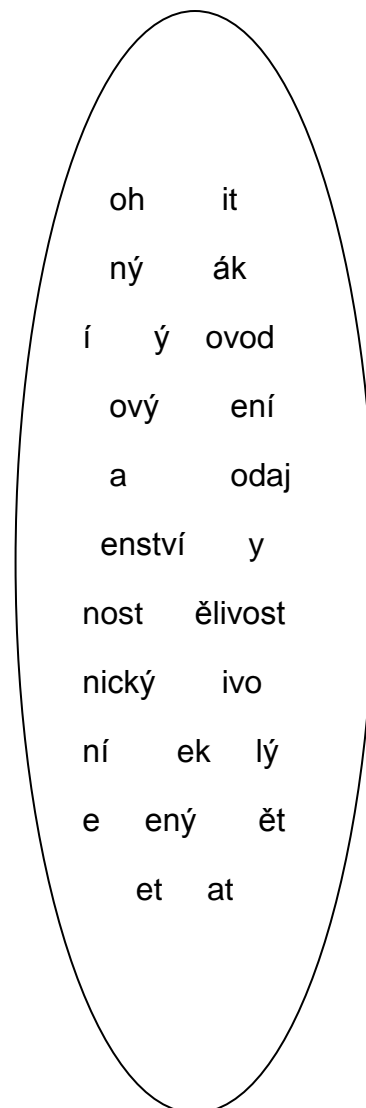 oh it
ný ák
í ý ovod
ový ení
a odaj
enství y
nost ělivost
nický ivo
ní ek lý
e ený ět
et at